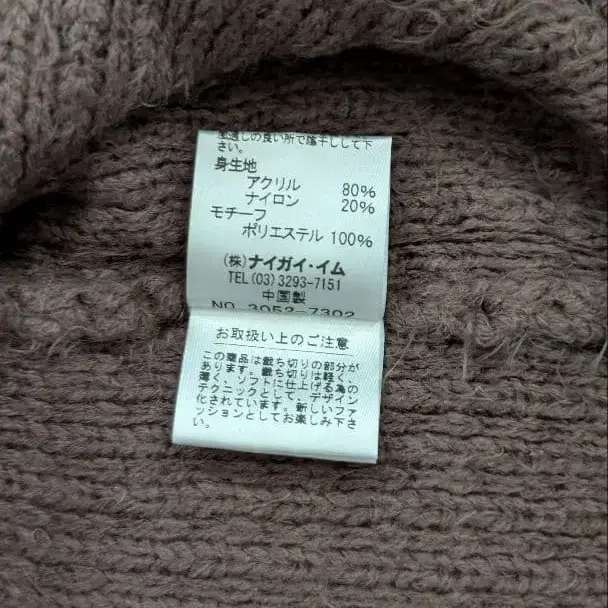 風通しの良い所で陰干しして下
さい。
身生地
アクリル 80%
ナイロン 20%
モチーフ
ポリエステル 100%
(株)ナイガイ・イム
TEL(03)3293-7151
中国製
NO.3052-7302
お取扱い上のご注意
この商品は裁ち切りの部分が
あります。裁ち切りは軽く、
薄く、ソフトに仕上げる為の
テクニックとして、デザイン
化されています。新しいファ
ッションとしてお楽しみ下さ
い。